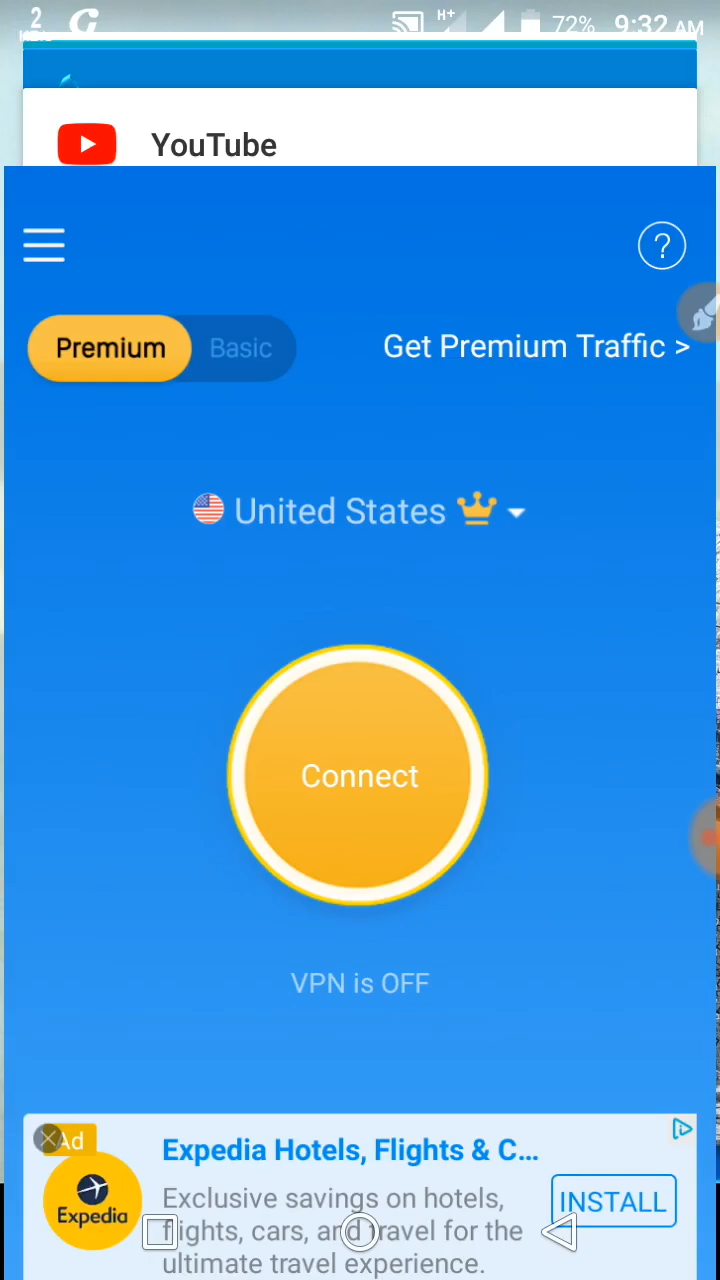 2
H+
72%
9:32 AM
YouTube
?
Premium
Basic
Get Premium Traffic >
United States
Connect
VPN is OFF
Ad
Expedia Hotels, Flights & C...
Exclusive savings on hotels,
flights, cars, and travel for the
ultimate travel experience.
INSTALL
Expedia